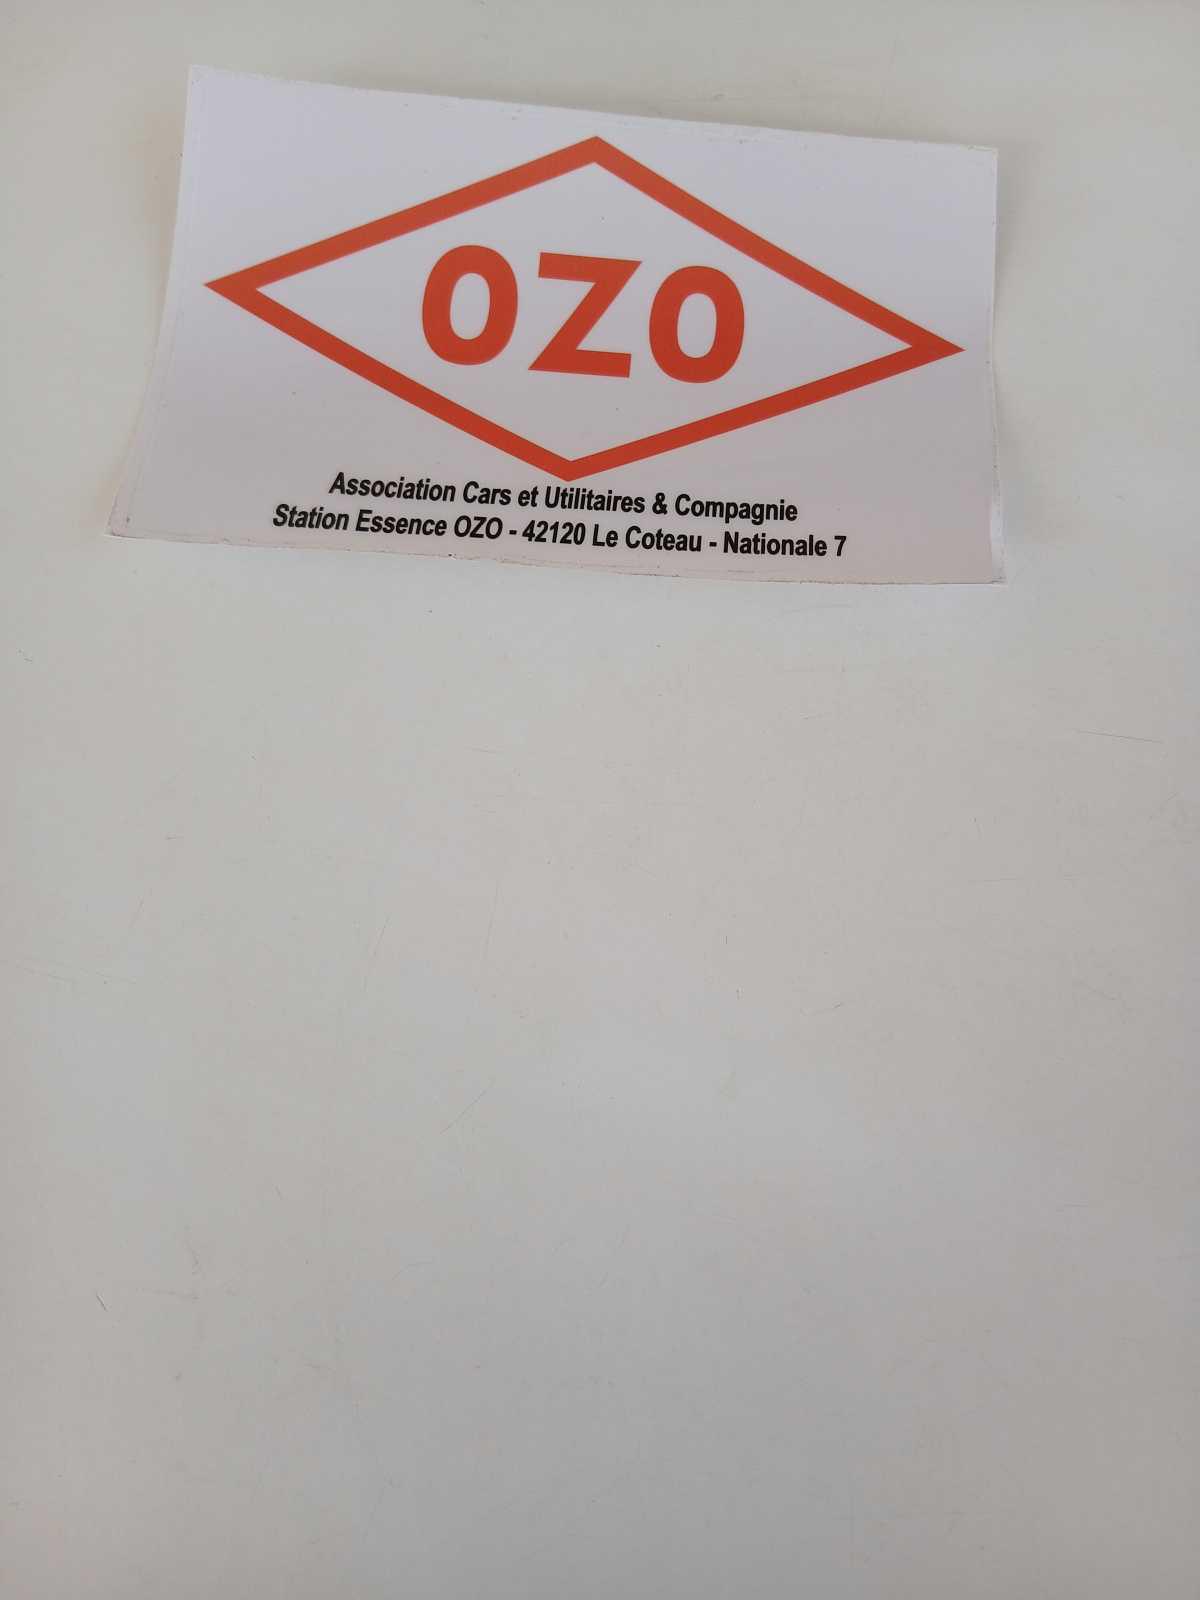 OZO
Association Cars et Utilitaires & Compagnie
Station Essence OZO - 42120 Le Coteau - Nationale 7